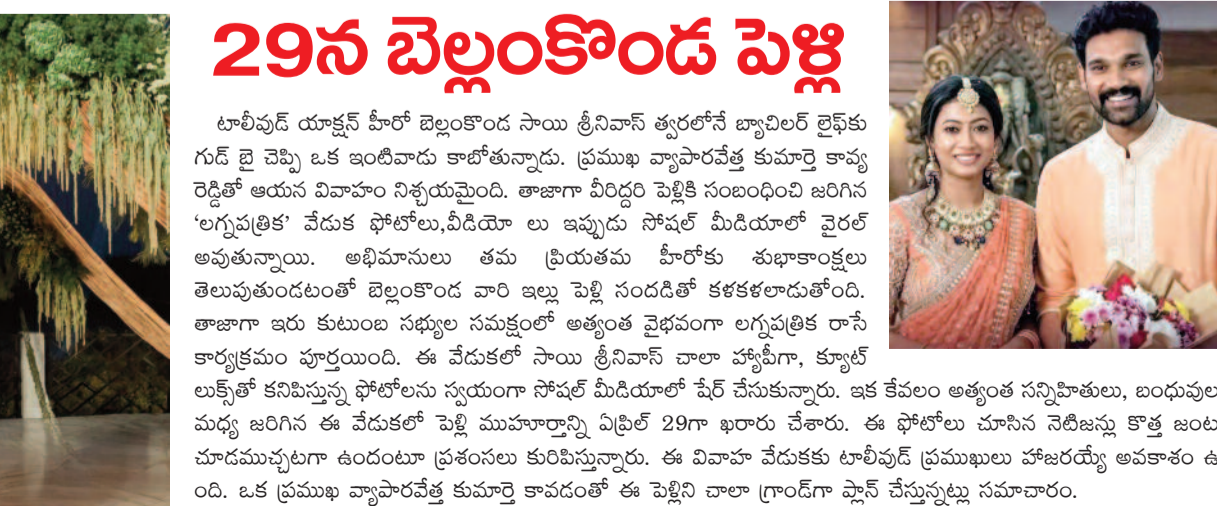 29న బెల్లంకొండ పెళ్లి
టాలీవుడ్ యాక్షన్ హీరో బెల్లంకొండ సాయి శ్రీనివాస్ త్వరలోనే బ్యాచిలర్ లైఫ్‌కు
గుడ్ బై చెప్పి ఒక ఇంటివాడు కాబోతున్నాడు. ప్రముఖ వ్యాపారవేత్త కుమార్తె కావ్య
రెడ్డితో ఆయన వివాహం నిశ్చయమైంది. తాజాగా వీరిద్దరి పెళ్లికి సంబంధించి జరిగిన
‘లగ్నపత్రిక’ వేడుక ఫోటోలు,వీడియో లు ఇప్పుడు సోషల్ మీడియాలో వైరల్
అవుతున్నాయి. అభిమానులు తమ ప్రియతమ హీరోకు శుభాకాంక్షలు
తెలుపుతుండటంతో బెల్లంకొండ వారి ఇల్లు పెళ్లి సందడితో కళకళలాడుతోంది.
తాజాగా ఇరు కుటుంబ సభ్యుల సమక్షంలో అత్యంత వైభవంగా లగ్నపత్రిక రాసే
కార్యక్రమం పూర్తయింది. ఈ వేడుకలో సాయి శ్రీనివాస్ చాలా హ్యాపీగా, క్యూట్
లుక్స్‌తో కనిపిస్తున్న ఫోటోలను స్వయంగా సోషల్ మీడియాలో షేర్ చేసుకున్నారు. ఇక కేవలం అత్యంత సన్నిహితులు, బంధువుల
మధ్య జరిగిన ఈ వేడుకలో పెళ్లి ముహూర్తాన్ని ఏప్రిల్ 29గా ఖరారు చేశారు. ఈ ఫోటోలు చూసిన నెటిజన్లు కొత్త జంట
చూడముచ్చటగా ఉందంటూ ప్రశంసలు కురిపిస్తున్నారు. ఈ వివాహ వేడుకకు టాలీవుడ్ ప్రముఖులు హాజరయ్యే అవకాశం ఉ
ంది. ఒక ప్రముఖ వ్యాపారవేత్త కుమార్తె కావడంతో ఈ పెళ్లిని చాలా గ్రాండ్‌గా ప్లాన్ చేస్తున్నట్లు సమాచారం.